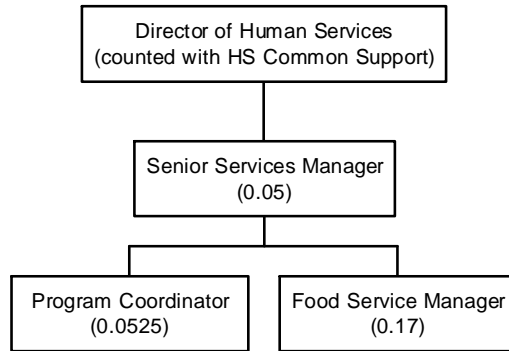 Director of Human Services
(counted with HS Common Support)
Senior Services Manager
(0.05)
Program Coordinator
(0.0525)
Food Service Manager
(0.17)